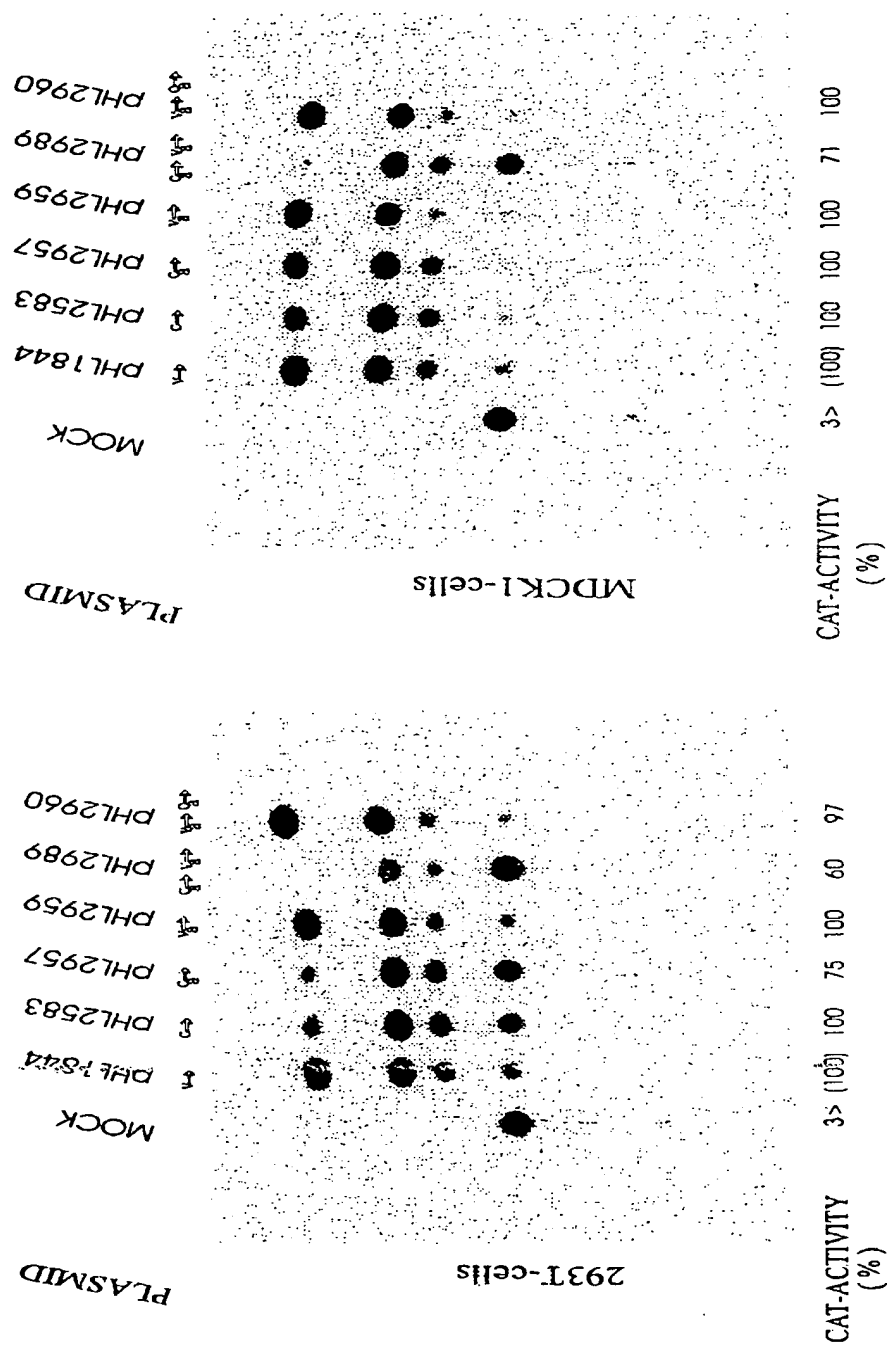 pHL2960
pHL2989
pHL2959
pHL2957
pHL2583
pHL1844
MOCK
PLASMID
MDCK1-cells
CAT-ACTIVITY
(%)
3> (100) 100 100 100 71 100
pHL2960
pHL2989
pHL2959
pHL2957
pHL2583
pHL1844
MOCK
PLASMID
293T-cells
CAT-ACTIVITY
(%)
3> (100) 100 75 100 60 97